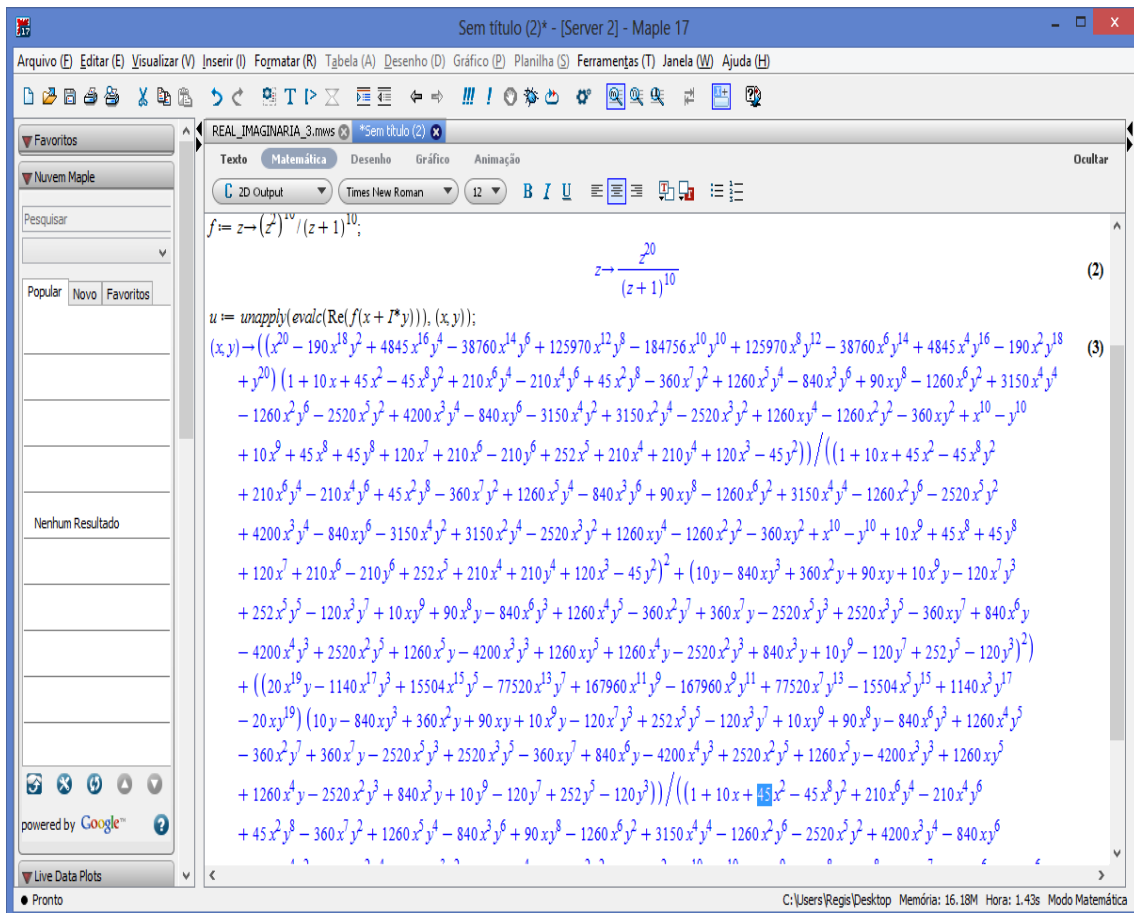 Sem título (2)* - [Server 2] - Maple 17
Arquivo (F) Editar (E) Visualizar (V) Inserir (I) Formatar (R) Tabela (A) Desenho (D) Gráfico (P) Planilha (S) Ferramentas (T) Janela (W) Ajuda (H)
REAL_IMAGINARIA_3.mws *Sem título (2)
Favoritos
Nuvem Maple
Pesquisar
Popular Novo Favoritos
Nenhum Resultado
powered by Google™
Live Data Plots
Texto Matemática Desenho Gráfico Animação Ocultar
C 2D Output Times New Roman 12 B I U
f := z→(z^2)^10/(z + 1)^10;
z→ z^20/(z + 1)^10 (2)
u := unapply(evalc(Re(f(x + I*y))), (x, y));
(x, y)→((x^20 − 190 x^18 y^2 + 4845 x^16 y^4 − 38760 x^14 y^6 + 125970 x^12 y^8 − 184756 x^10 y^10 + 125970 x^8 y^12 − 38760 x^6 y^14 + 4845 x^4 y^16 − 190 x^2 y^18 (3)
+ y^20) (1 + 10 x + 45 x^2 − 45 x^8 y^2 + 210 x^6 y^4 − 210 x^4 y^6 + 45 x^2 y^8 − 360 x^7 y^2 + 1260 x^5 y^4 − 840 x^3 y^6 + 90 x y^8 − 1260 x^6 y^2 + 3150 x^4 y^4
− 1260 x^2 y^6 − 2520 x^5 y^2 + 4200 x^3 y^4 − 840 x y^6 − 3150 x^4 y^2 + 3150 x^2 y^4 − 2520 x^3 y^2 + 1260 x y^4 − 1260 x^2 y^2 − 360 x y^2 + x^10 − y^10
+ 10 x^9 + 45 x^8 + 45 y^8 + 120 x^7 + 210 x^6 − 210 y^6 + 252 x^5 + 210 x^4 + 210 y^4 + 120 x^3 − 45 y^2))/((1 + 10 x + 45 x^2 − 45 x^8 y^2
+ 210 x^6 y^4 − 210 x^4 y^6 + 45 x^2 y^8 − 360 x^7 y^2 + 1260 x^5 y^4 − 840 x^3 y^6 + 90 x y^8 − 1260 x^6 y^2 + 3150 x^4 y^4 − 1260 x^2 y^6 − 2520 x^5 y^2
+ 4200 x^3 y^4 − 840 x y^6 − 3150 x^4 y^2 + 3150 x^2 y^4 − 2520 x^3 y^2 + 1260 x y^4 − 1260 x^2 y^2 − 360 x y^2 + x^10 − y^10 + 10 x^9 + 45 x^8 + 45 y^8
+ 120 x^7 + 210 x^6 − 210 y^6 + 252 x^5 + 210 x^4 + 210 y^4 + 120 x^3 − 45 y^2)^2 + (10 y − 840 x y^3 + 360 x^2 y + 90 x y + 10 x^9 y − 120 x^7 y^3
+ 252 x^5 y^5 − 120 x^3 y^7 + 10 x y^9 + 90 x^8 y − 840 x^6 y^3 + 1260 x^4 y^5 − 360 x^2 y^7 + 360 x^7 y − 2520 x^5 y^3 + 2520 x^3 y^5 − 360 x y^7 + 840 x^6 y
− 4200 x^4 y^3 + 2520 x^2 y^5 + 1260 x^5 y − 4200 x^3 y^3 + 1260 x y^5 + 1260 x^4 y − 2520 x^2 y^3 + 840 x^3 y + 10 y^9 − 120 y^7 + 252 y^5 − 120 y^3)^2)
+ ((20 x^19 y − 1140 x^17 y^3 + 15504 x^15 y^5 − 77520 x^13 y^7 + 167960 x^11 y^9 − 167960 x^9 y^11 + 77520 x^7 y^13 − 15504 x^5 y^15 + 1140 x^3 y^17
− 20 x y^19) (10 y − 840 x y^3 + 360 x^2 y + 90 x y + 10 x^9 y − 120 x^7 y^3 + 252 x^5 y^5 − 120 x^3 y^7 + 10 x y^9 + 90 x^8 y − 840 x^6 y^3 + 1260 x^4 y^5
− 360 x^2 y^7 + 360 x^7 y − 2520 x^5 y^3 + 2520 x^3 y^5 − 360 x y^7 + 840 x^6 y − 4200 x^4 y^3 + 2520 x^2 y^5 + 1260 x^5 y − 4200 x^3 y^3 + 1260 x y^5
+ 1260 x^4 y − 2520 x^2 y^3 + 840 x^3 y + 10 y^9 − 120 y^7 + 252 y^5 − 120 y^3))/((1 + 10 x + 45 x^2 − 45 x^8 y^2 + 210 x^6 y^4 − 210 x^4 y^6
+ 45 x^2 y^8 − 360 x^7 y^2 + 1260 x^5 y^4 − 840 x^3 y^6 + 90 x y^8 − 1260 x^6 y^2 + 3150 x^4 y^4 − 1260 x^2 y^6 − 2520 x^5 y^2 + 4200 x^3 y^4 − 840 x y^6
Pronto
C:\Users\Regis\Desktop Memória: 16.18M Hora: 1.43s Modo Matemática